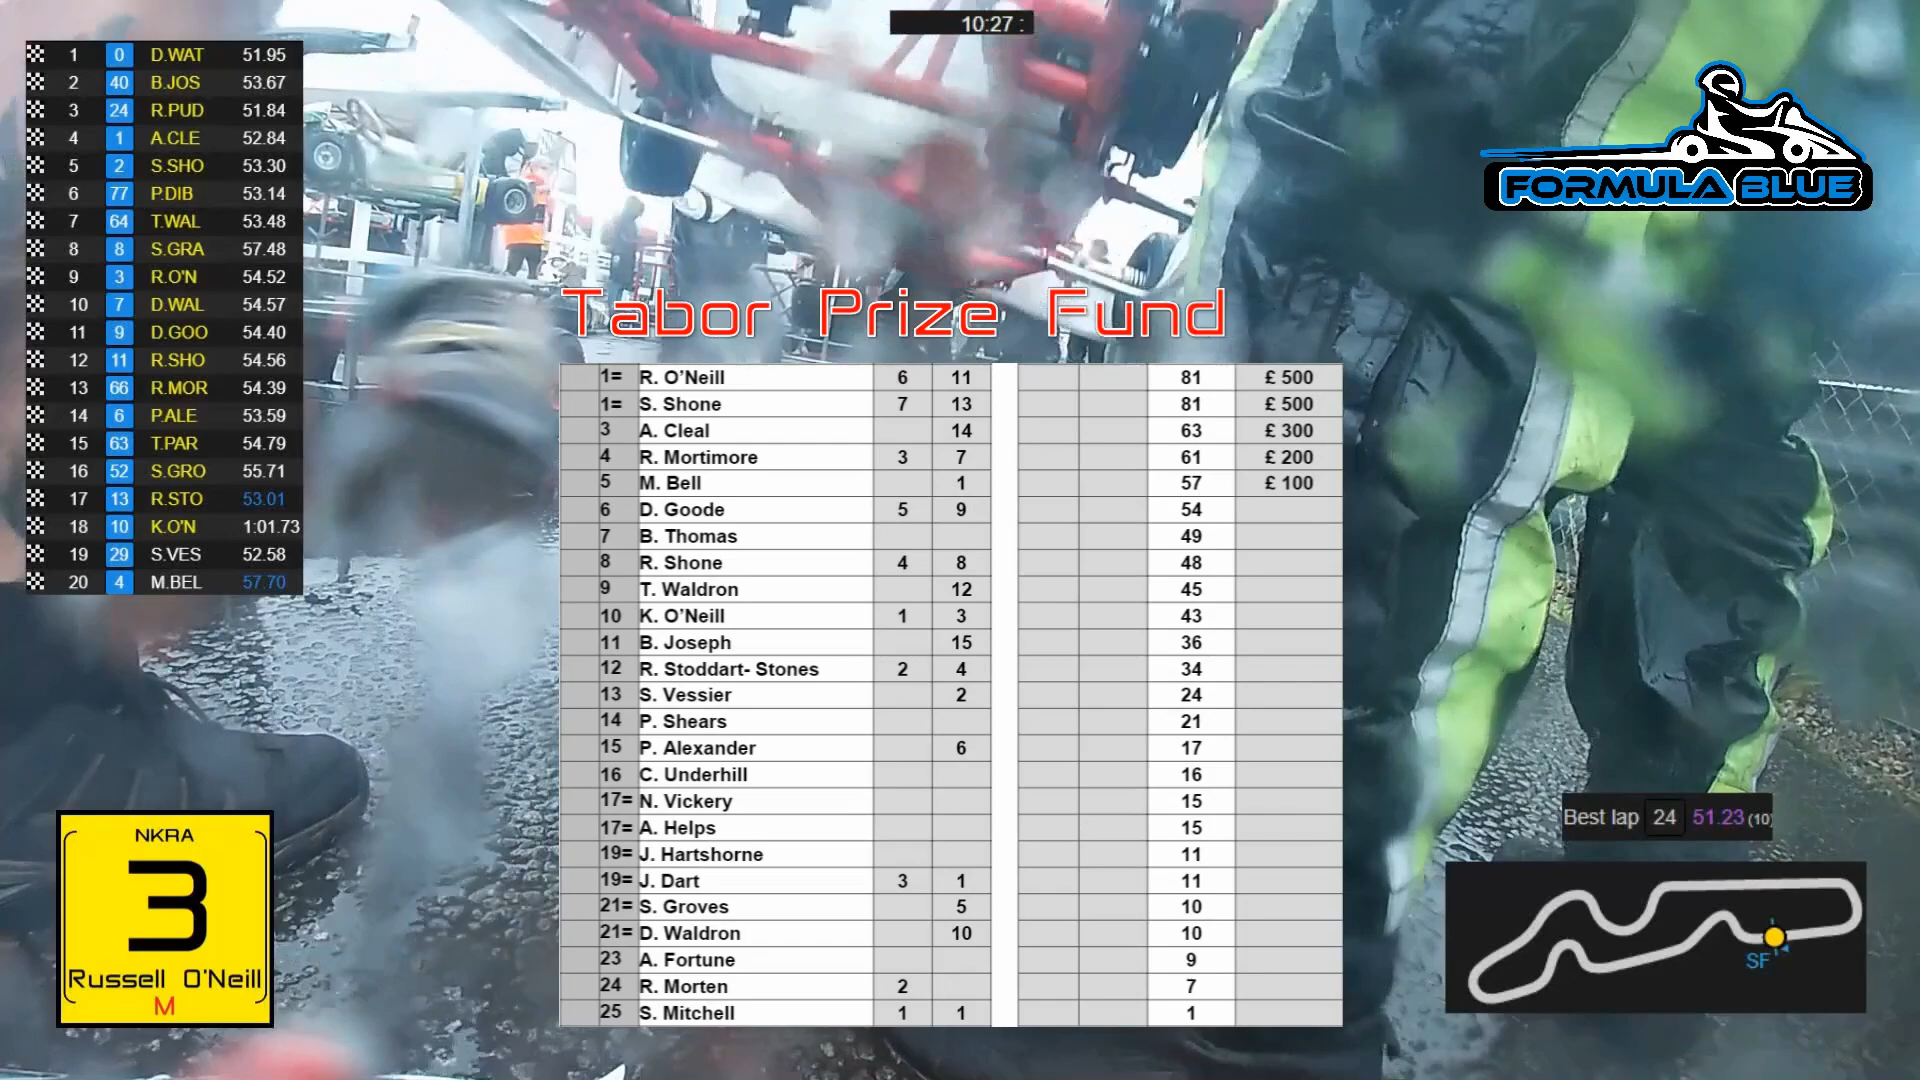 10:27 :
1 0 D.WAT 51.95
2 40 B.JOS 53.67
3 24 R.PUD 51.84
4 1 A.CLE 52.84
5 2 S.SHO 53.30
6 77 P.DIB 53.14
7 64 T.WAL 53.48
8 8 S.GRA 57.48
9 3 R.O'N 54.52
10 7 D.WAL 54.57
11 9 D.GOO 54.40
12 11 R.SHO 54.56
13 66 R.MOR 54.39
14 6 P.ALE 53.59
15 63 T.PAR 54.79
16 52 S.GRO 55.71
17 13 R.STO 53.01
18 10 K.O'N 1:01.73
19 29 S.VES 52.58
20 4 M.BEL 57.70
FORMULA BLUE
Tabor Prize Fund
1= R. O'Neill 6 11 81 £ 500
1= S. Shone 7 13 81 £ 500
3 A. Cleal 14 63 £ 300
4 R. Mortimore 3 7 61 £ 200
5 M. Bell 1 57 £ 100
6 D. Goode 5 9 54
7 B. Thomas 49
8 R. Shone 4 8 48
9 T. Waldron 12 45
10 K. O'Neill 1 3 43
11 B. Joseph 15 36
12 R. Stoddart- Stones 2 4 34
13 S. Vessier 2 24
14 P. Shears 21
15 P. Alexander 6 17
16 C. Underhill 16
17= N. Vickery 15
17= A. Helps 15
19= J. Hartshorne 11
19= J. Dart 3 1 11
21= S. Groves 5 10
21= D. Waldron 10 10
23 A. Fortune 9
24 R. Morten 2 7
25 S. Mitchell 1 1 1
NKRA
3
Russell O'Neill
M
Best lap 24 51.23 (10)
SF